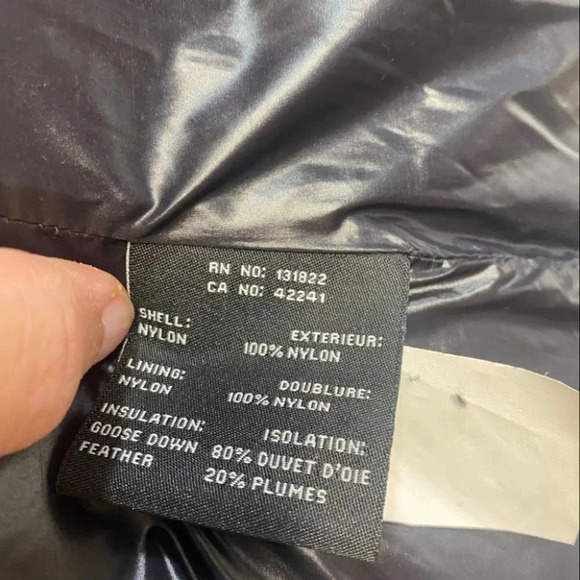 RN NO: 131822
CA NO: 42241
SHELL:
NYLON
EXTERIEUR:
100% NYLON
LINING:
NYLON
DOUBLURE:
100% NYLON
INSULATION:
GOOSE DOWN
FEATHER
ISOLATION:
80% DUVET D'OIE
20% PLUMES